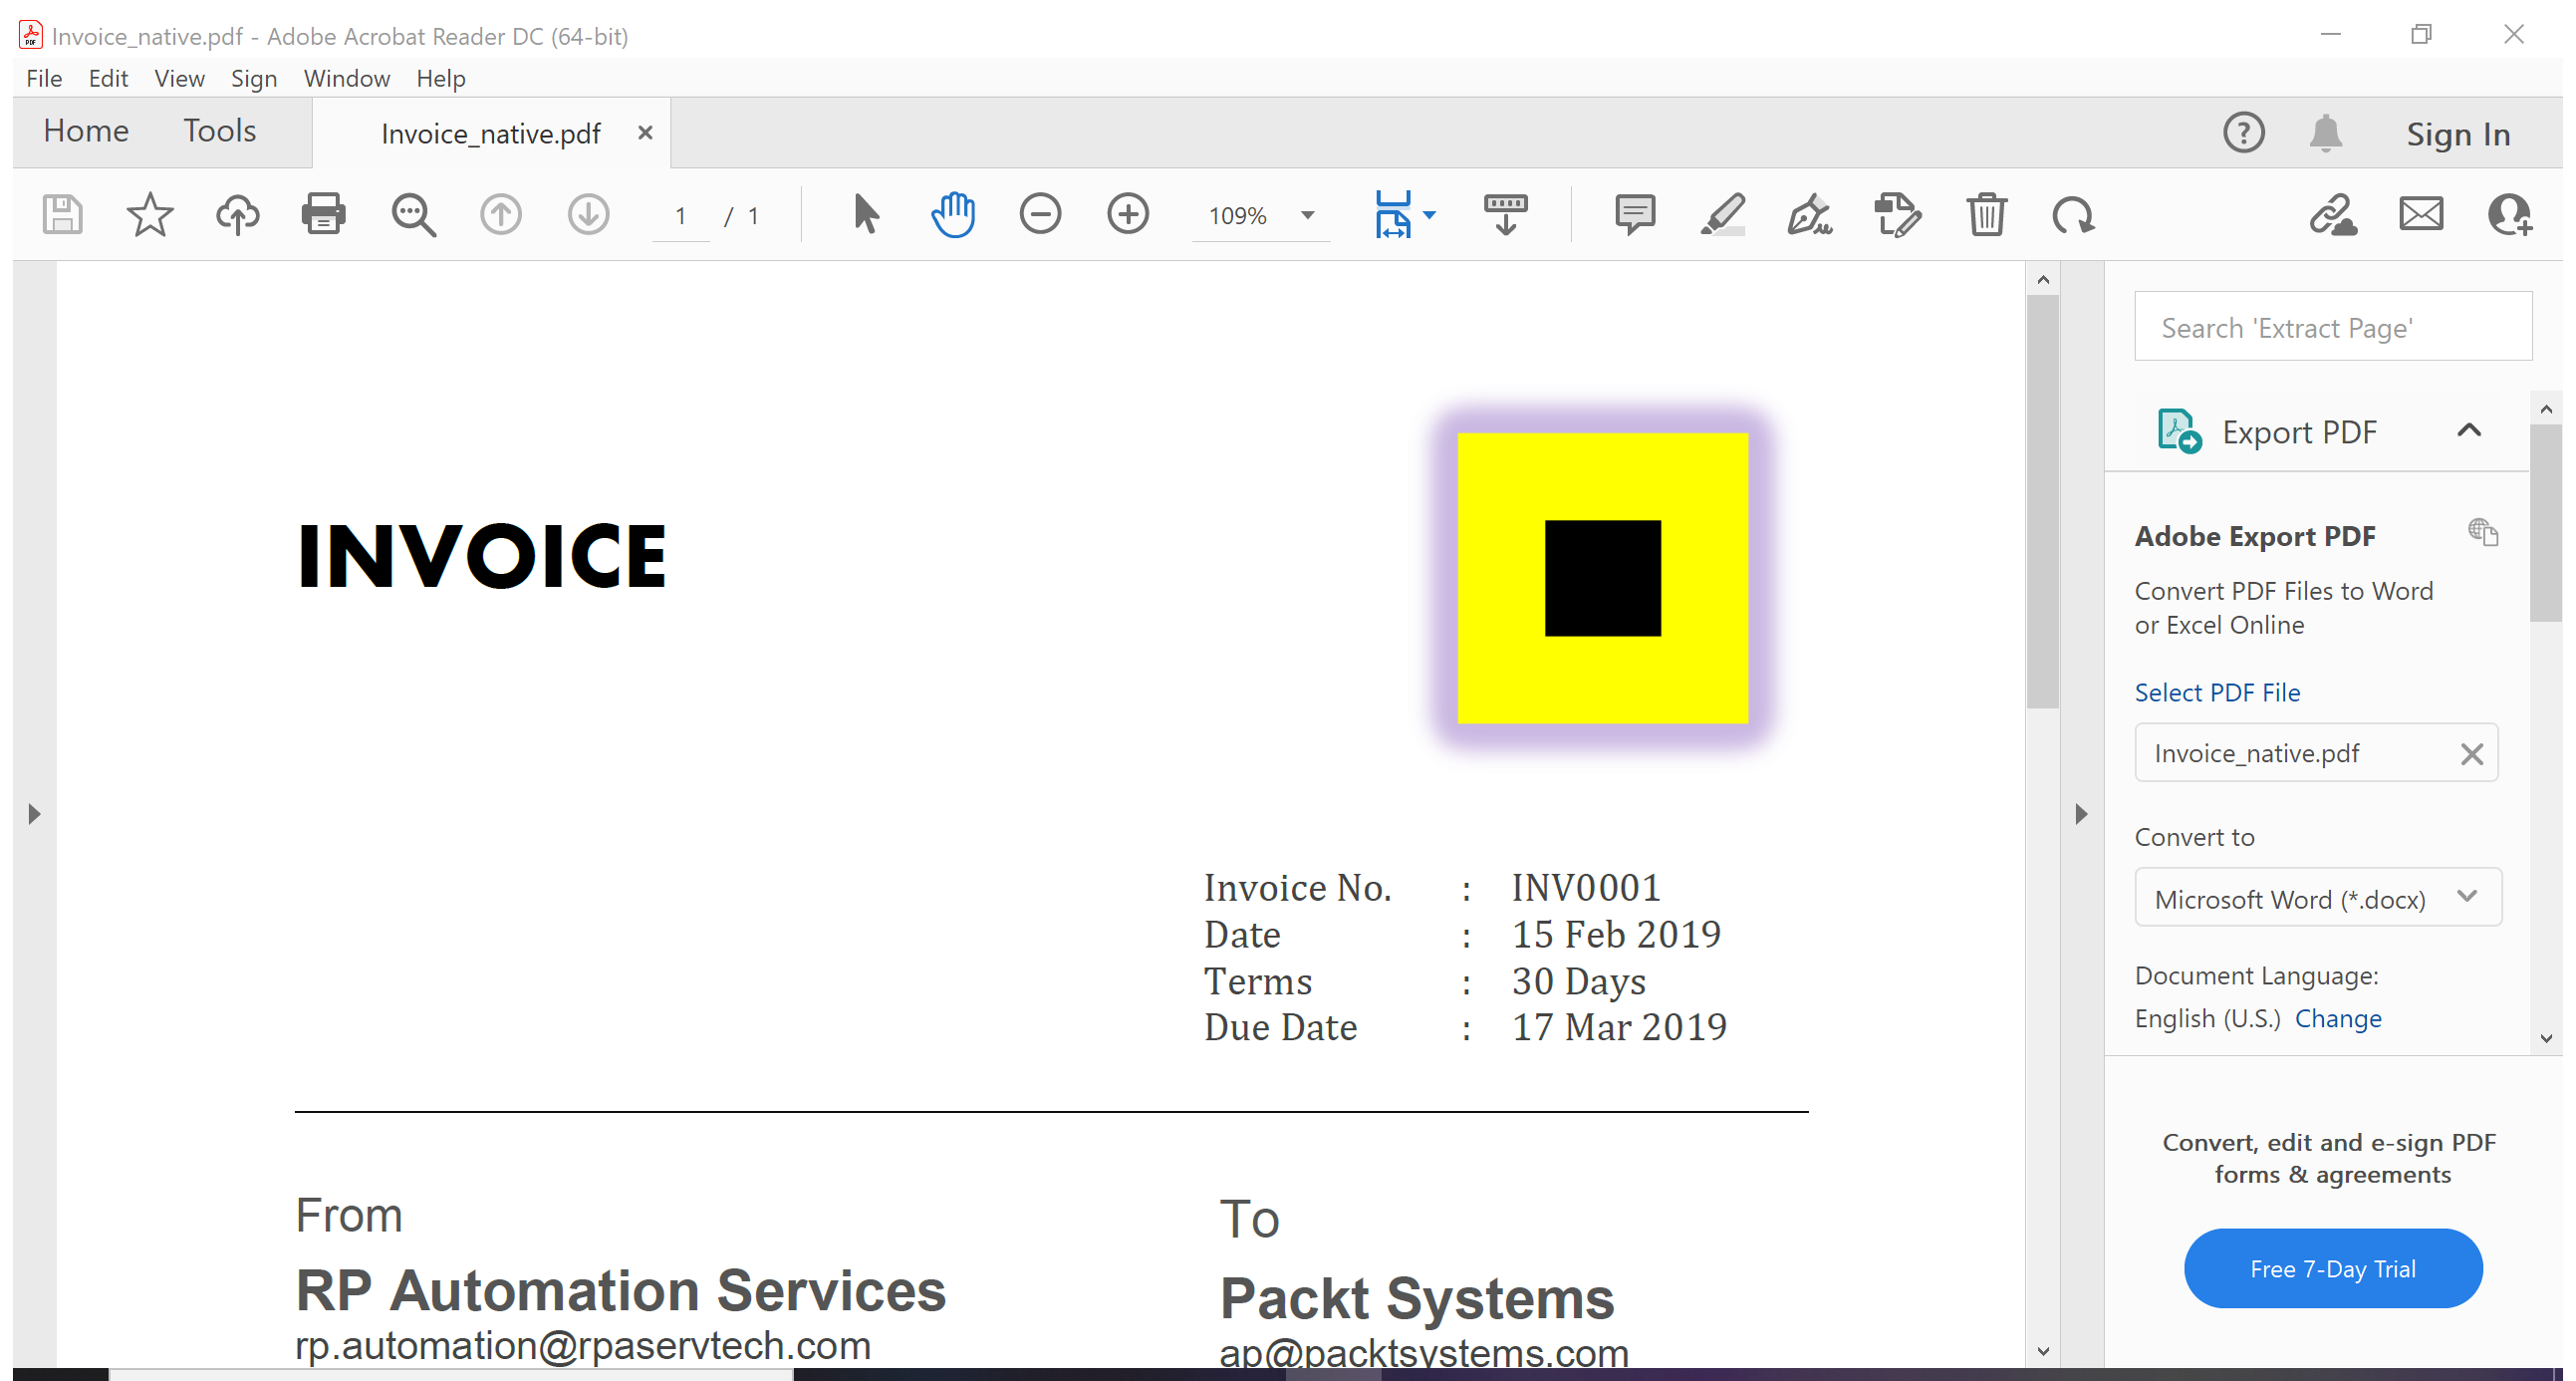 Invoice_native.pdf - Adobe Acrobat Reader DC (64-bit)
File Edit View Sign Window Help
Home Tools Invoice_native.pdf × ? Sign In
1 / 1 109%
Search 'Extract Page'
Export PDF
Adobe Export PDF
Convert PDF Files to Word
or Excel Online
Select PDF File
Invoice_native.pdf
Convert to
Microsoft Word (*.docx)
Document Language:
English (U.S.) Change
Convert, edit and e-sign PDF
forms & agreements
Free 7-Day Trial
INVOICE
Invoice No. : INV0001
Date : 15 Feb 2019
Terms : 30 Days
Due Date : 17 Mar 2019
From
RP Automation Services
rp.automation@rpaservtech.com
To
Packt Systems
ap@packtsystems.com